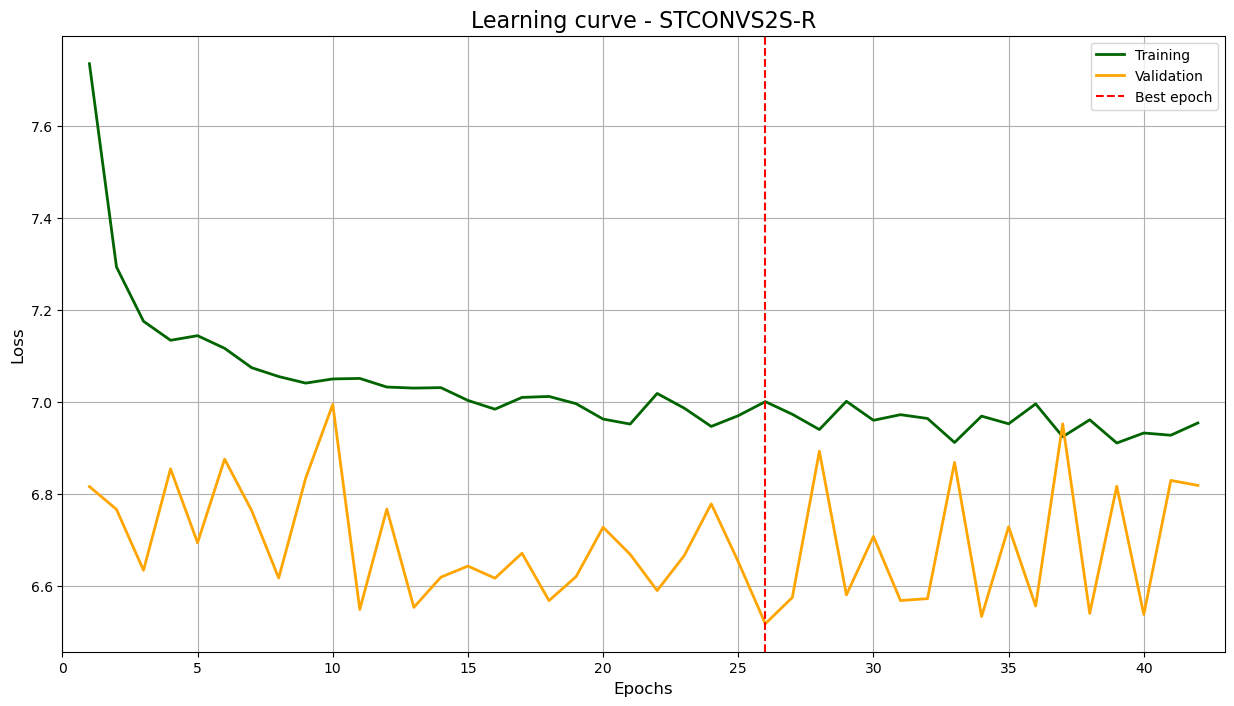 Learning curve - STCONVS2S-R
Training
Validation
Best epoch
Loss
7.6
7.4
7.2
7.0
6.8
6.6
0 5 10 15 20 25 30 35 40
Epochs